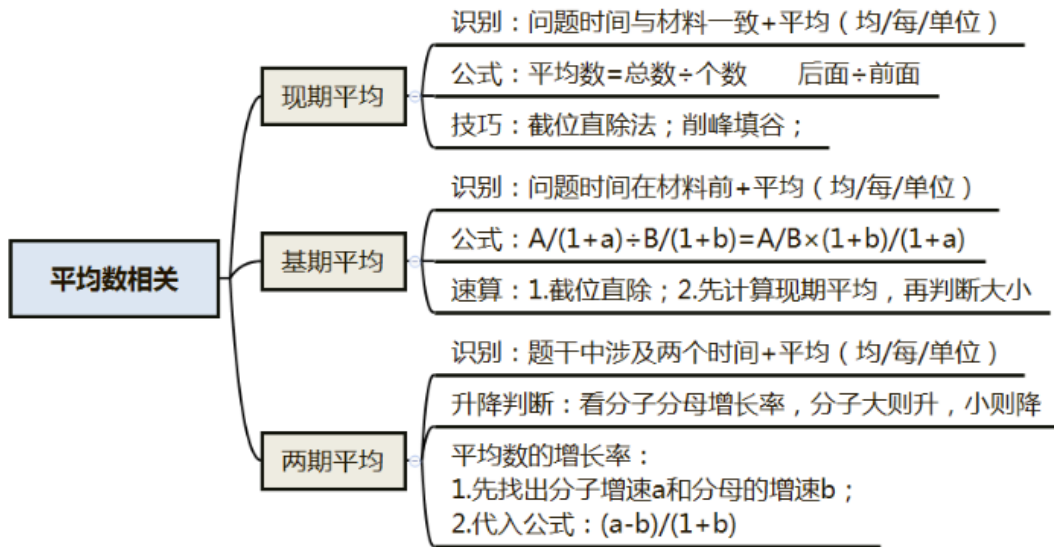 平均数相关
现期平均
识别：问题时间与材料一致+平均（均/每/单位）
公式：平均数=总数÷个数 后面÷前面
技巧：截位直除法；削峰填谷；
基期平均
识别：问题时间在材料前+平均（均/每/单位）
公式：A/(1+a)÷B/(1+b)=A/B×(1+b)/(1+a)
速算：1.截位直除；2.先计算现期平均，再判断大小
两期平均
识别：题干中涉及两个时间+平均（均/每/单位）
升降判断：看分子分母增长率，分子大则升，小则降
平均数的增长率：
1.先找出分子增速a和分母的增速b；
2.代入公式：(a-b)/(1+b)